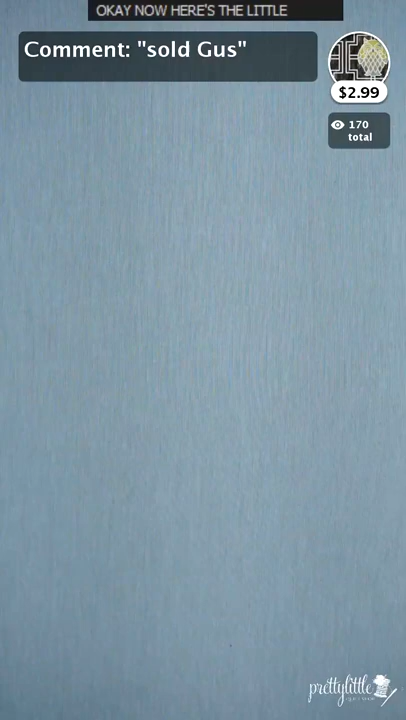 OKAY NOW HERE'S THE LITTLE
Comment: "sold Gus"
$2.99
170
total
prettylittle